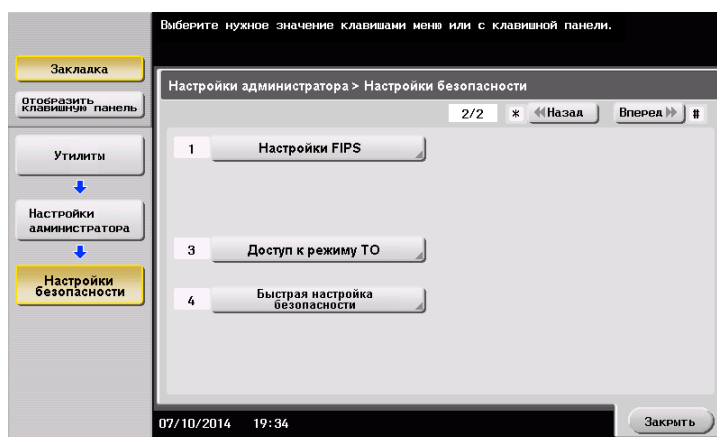 Выберите нужное значение клавишами меню или с клавишной панели.
Закладка
Отобразить
клавишную панель
Утилиты
Настройки
администратора
Настройки
безопасности
Настройки администратора > Настройки безопасности
2/2 * Назад Вперед #
1 Настройки FIPS
3 Доступ к режиму ТО
4 Быстрая настройка
безопасности
07/10/2014 19:34
Закрыть